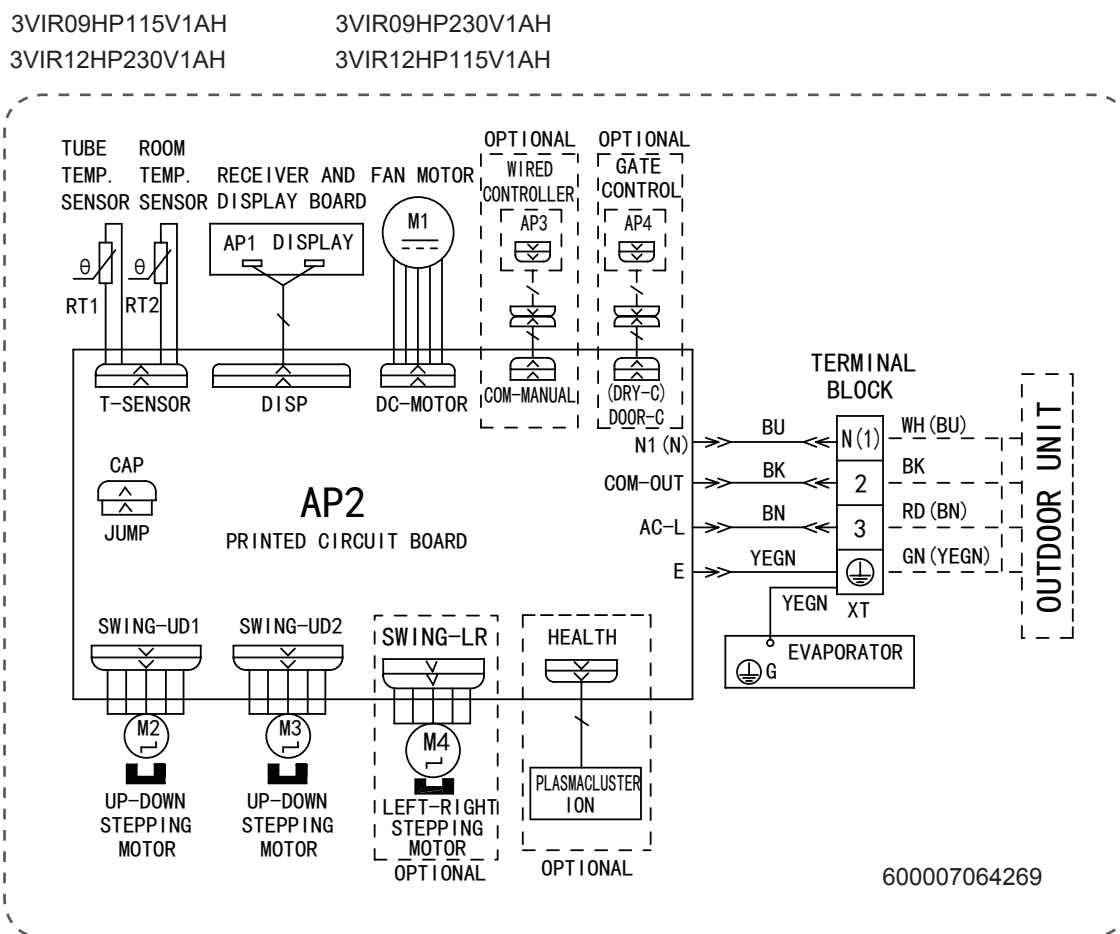 3VIR09HP115V1AH 3VIR09HP230V1AH
3VIR12HP230V1AH 3VIR12HP115V1AH
TUBE
TEMP.
SENSOR
ROOM
TEMP.
SENSOR
RECEIVER AND
DISPLAY BOARD
FAN MOTOR
OPTIONAL
WIRED
CONTROLLER
AP3
OPTIONAL
GATE
CONTROL
AP4
AP1 DISPLAY
M1
θ
RT1
θ
RT2
T-SENSOR
DISP
DC-MOTOR
COM-MANUAL
(DRY-C)
DOOR-C
CAP
JUMP
AP2
PRINTED CIRCUIT BOARD
N1(N)
COM-OUT
AC-L
E
BU
BK
BN
YEGN
TERMINAL
BLOCK
N(1)
2
3
XT
WH(BU)
BK
RD(BN)
GN(YEGN)
OUTDOOR UNIT
YEGN
EVAPORATOR
G
SWING-UD1
M2
UP-DOWN
STEPPING
MOTOR
SWING-UD2
M3
UP-DOWN
STEPPING
MOTOR
SWING-LR
M4
LEFT-RIGHT
STEPPING
MOTOR
OPTIONAL
HEALTH
PLASMACLUSTER
ION
OPTIONAL
600007064269